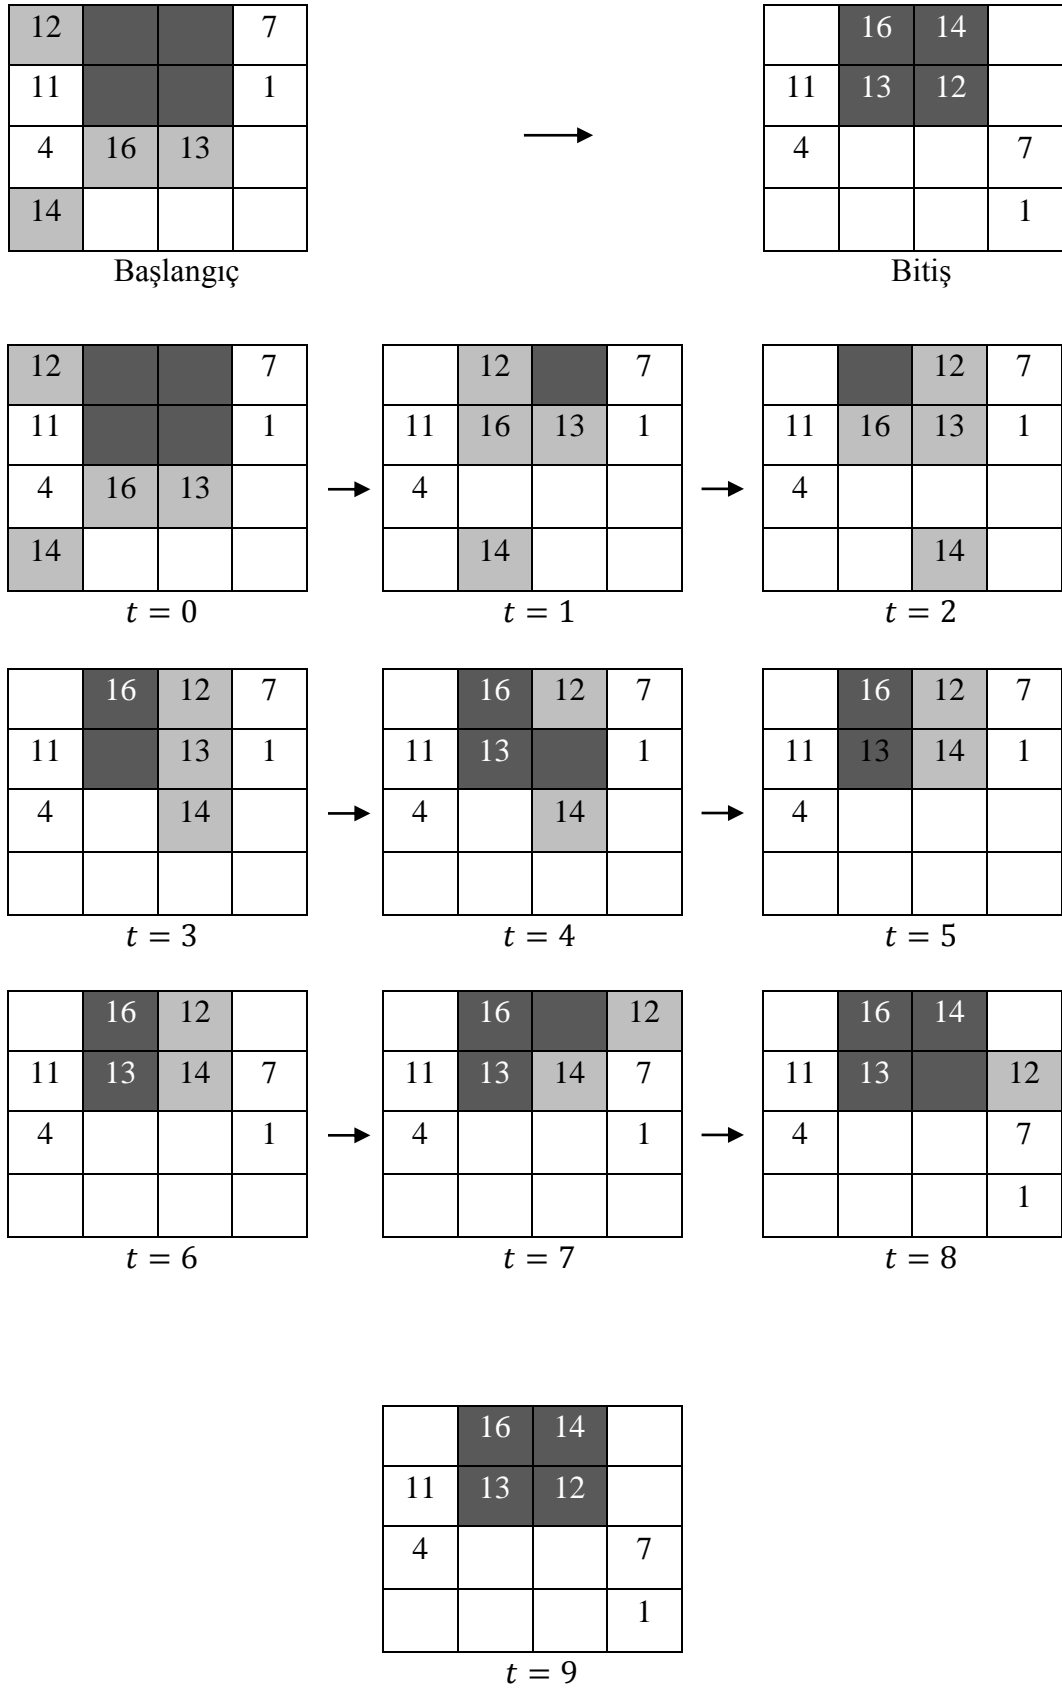 12 7 16 14
11 1 11 13 12
4 16 13 4 7
14 1
Başlangıç Bitiş
12 7 12 7 12 7
11 1 11 16 13 1 11 16 13 1
4 16 13 4 4
14 14 14
t = 0 t = 1 t = 2
16 12 7 16 12 7 16 12 7
11 13 1 11 13 1 11 13 14 1
4 14 4 14 4
t = 3 t = 4 t = 5
16 12 16 12 16 14
11 13 14 7 11 13 14 7 11 13 12
4 1 4 1 4 7
1
t = 6 t = 7 t = 8
16 14
11 13 12
4 7
1
t = 9